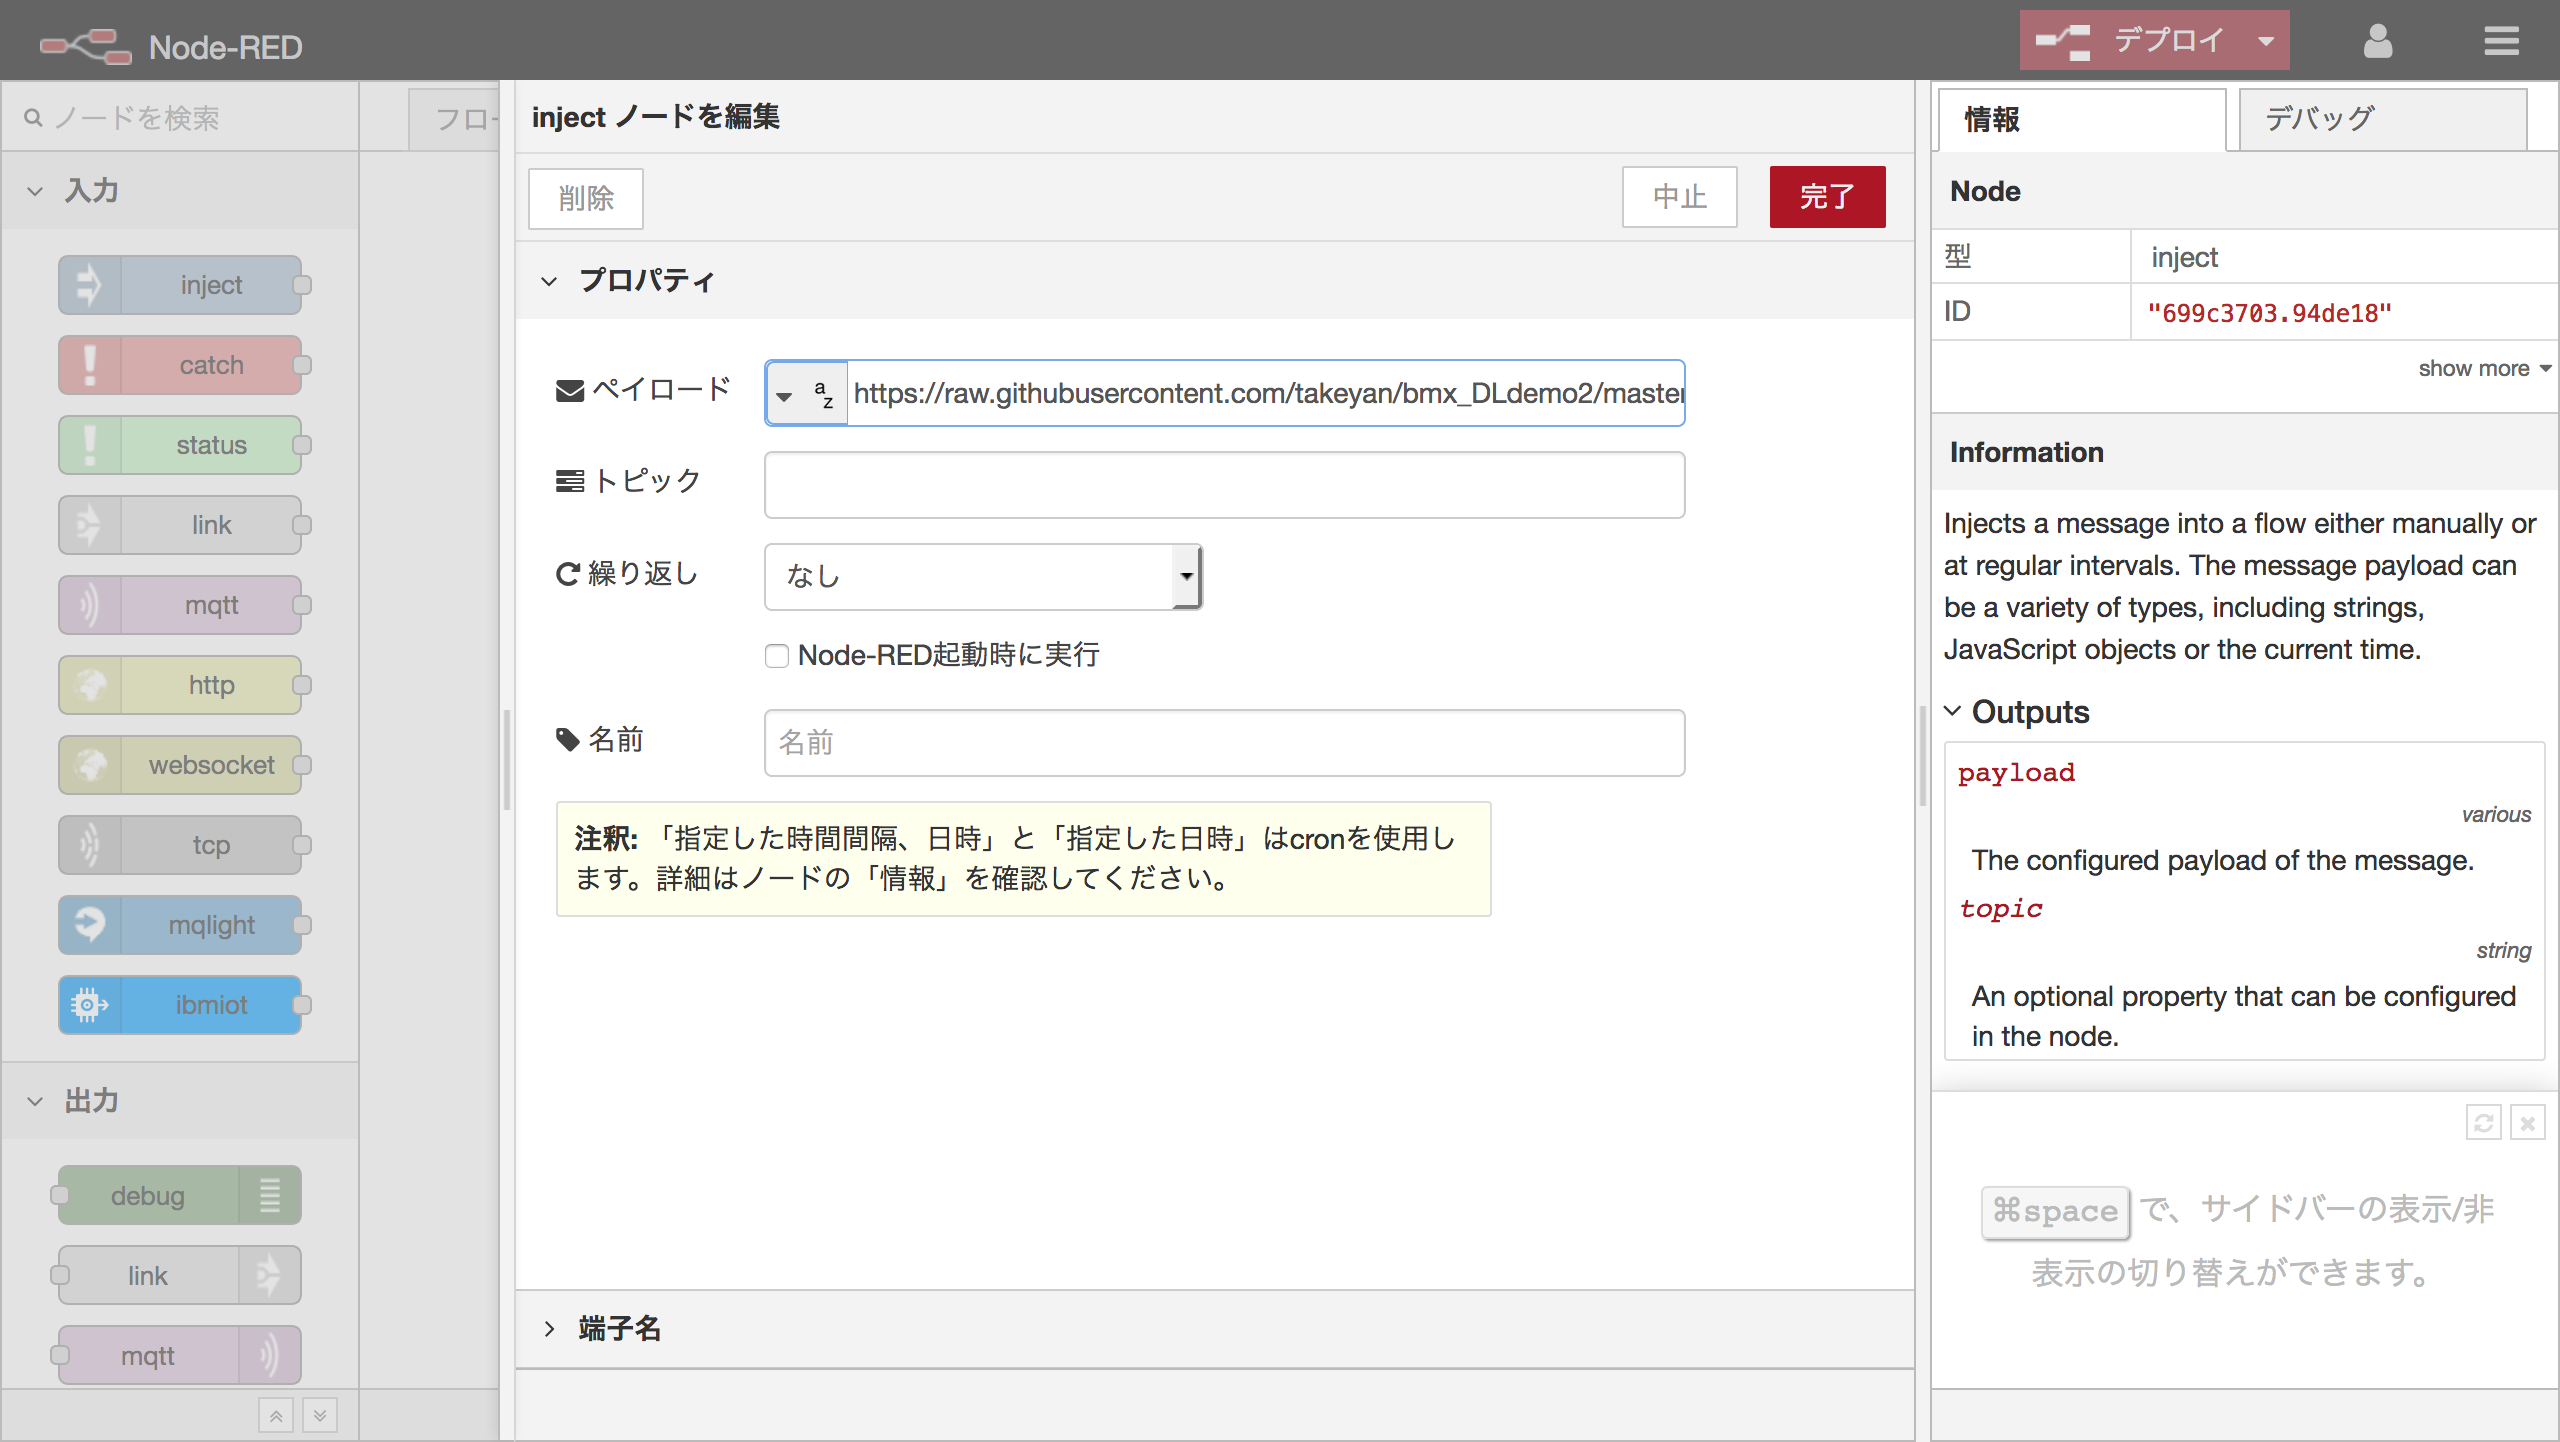 Node-RED
デプロイ
ノードを検索
フロー
入力
inject
catch
status
link
mqtt
http
websocket
tcp
mqlight
ibmiot
出力
debug
link
mqtt
inject ノードを編集
削除
中止
完了
プロパティ
ペイロード
az
https://raw.githubusercontent.com/takeyan/bmx_DLdemo2/master
トピック
繰り返し
なし
Node-RED起動時に実行
名前
名前
注釈: 「指定した時間間隔、日時」と「指定した日時」はcronを使用し
ます。詳細はノードの「情報」を確認してください。
端子名
情報
デバッグ
Node
型
inject
ID
"699c3703.94de18"
show more
Information
Injects a message into a flow either manually or
at regular intervals. The message payload can
be a variety of types, including strings,
JavaScript objects or the current time.
Outputs
payload
various
The configured payload of the message.
topic
string
An optional property that can be configured
in the node.
⌘space で、サイドバーの表示/非
表示の切り替えができます。